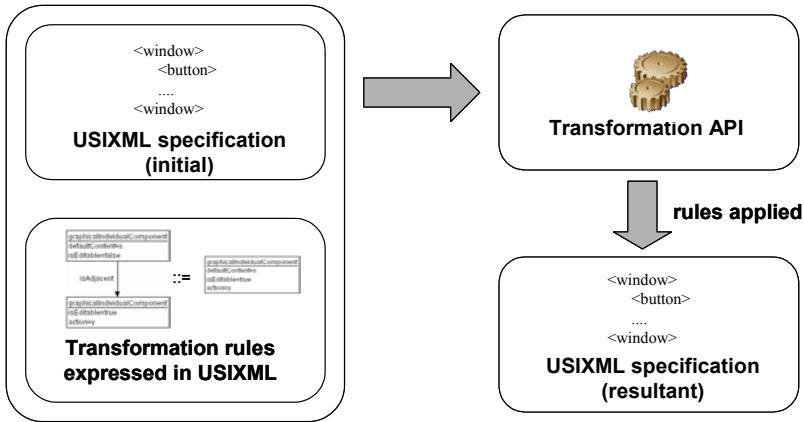 <window>
<button>
....
<window>
USIXML specification
(initial)
graphicalIndividualComponent
defaultContent=x
isEditable=false
isAdjacent
graphicalIndividualComponent
isEditable=true
action=y
::=
graphicalIndividualComponent
defaultContent=x
isEditable=true
action=y
Transformation rules
expressed in USIXML
Transformation API
rules applied
<window>
<button>
....
<window>
USIXML specification
(resultant)